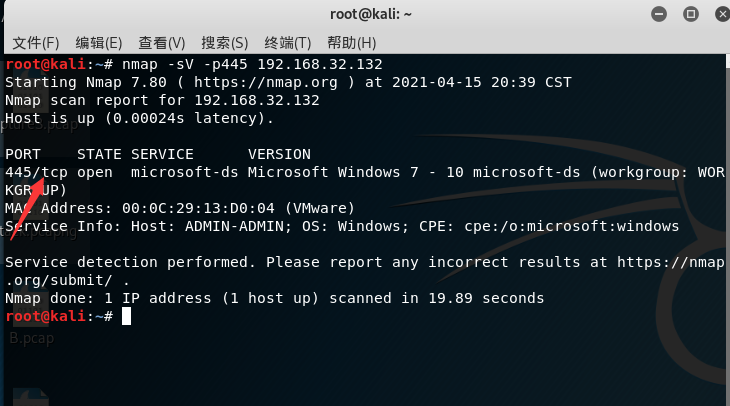 root@kali: ~
文件(F) 编辑(E) 查看(V) 搜索(S) 终端(T) 帮助(H)
root@kali:~# nmap -sV -p445 192.168.32.132
Starting Nmap 7.80 ( https://nmap.org ) at 2021-04-15 20:39 CST
Nmap scan report for 192.168.32.132
Host is up (0.00024s latency).
PORT    STATE SERVICE      VERSION
445/tcp open  microsoft-ds Microsoft Windows 7 - 10 microsoft-ds (workgroup: WOR
KGROUP)
MAC Address: 00:0C:29:13:D0:04 (VMware)
Service Info: Host: ADMIN-ADMIN; OS: Windows; CPE: cpe:/o:microsoft:windows
Service detection performed. Please report any incorrect results at https://nmap
.org/submit/ .
Nmap done: 1 IP address (1 host up) scanned in 19.89 seconds
root@kali:~#
B.pcap